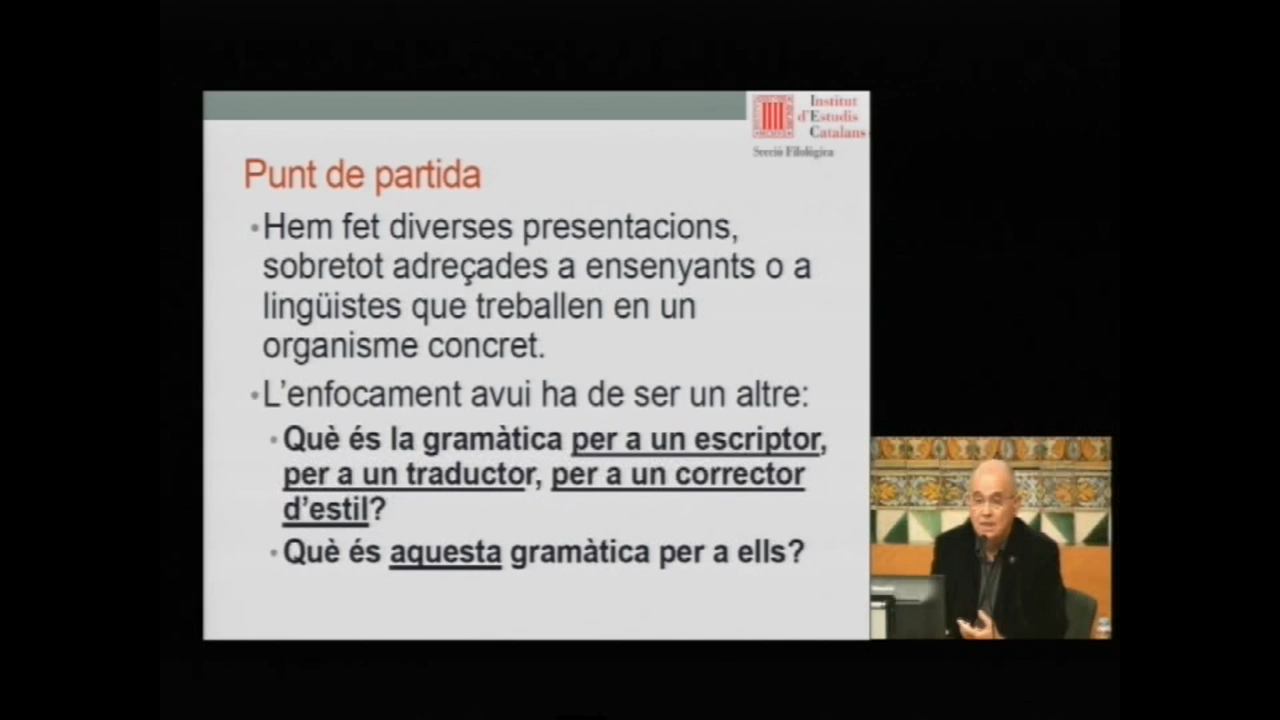 Institut
d'Estudis
Catalans
Secció Filològica
Punt de partida
•Hem fet diverses presentacions,
sobretot adreçades a ensenyants o a
lingüistes que treballen en un
organisme concret.
•L'enfocament avui ha de ser un altre:
•Què és la gramàtica per a un escriptor,
per a un traductor, per a un corrector
d'estil?
•Què és aquesta gramàtica per a ells?